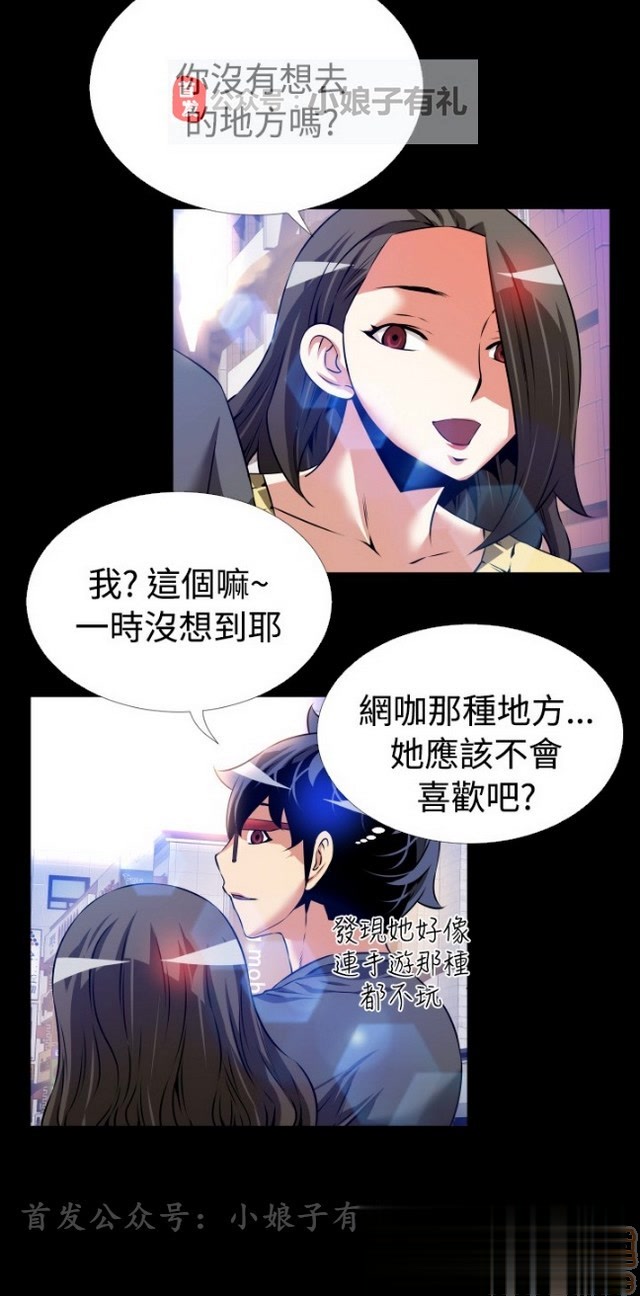 你沒有想去
的地方嗎?
首发
公众号:小娘子有礼
我?這個嘛~
一時沒想到耶
網咖那種地方...
她應該不會
喜歡吧?
發現她好像
連手遊那種
都不玩
mob
首发公众号:小娘子有